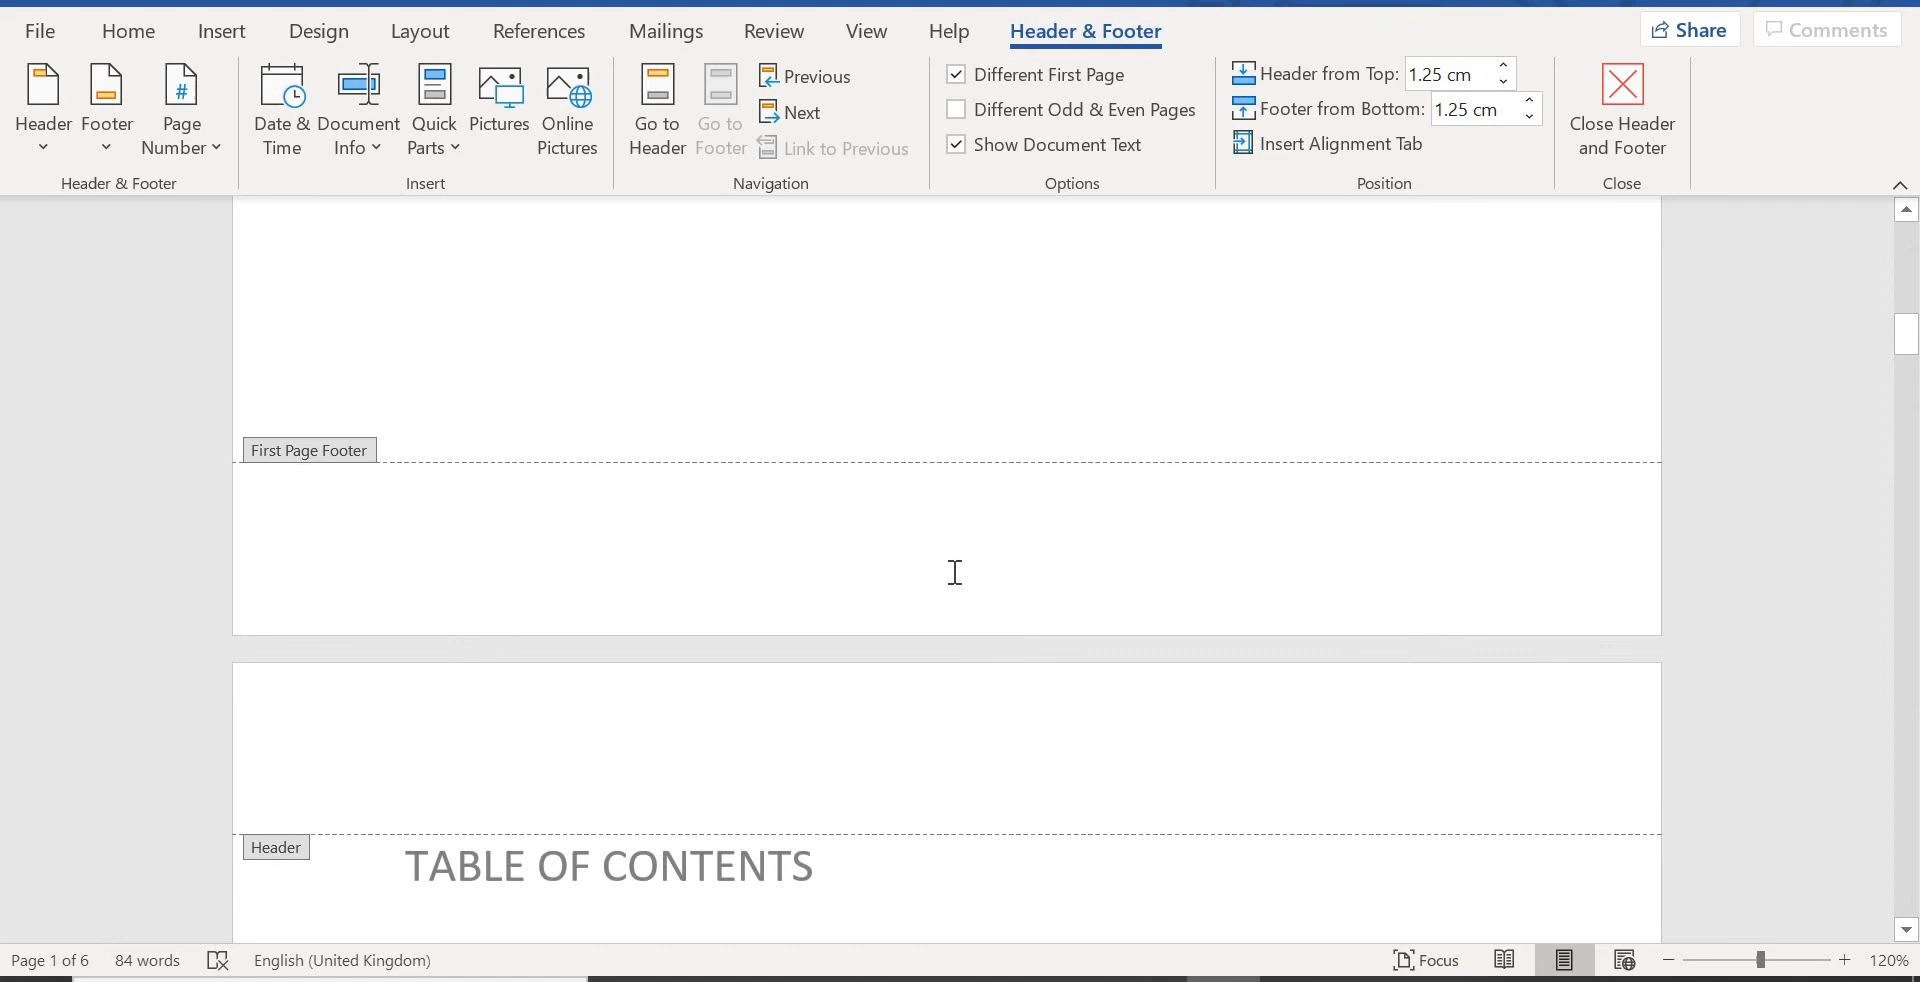 File Home Insert Design Layout References Mailings Review View Help Header & Footer Share Comments
Header Footer Page Number
Date & Time Document Info Quick Parts Pictures Online Pictures
Go to Header Go to Footer Previous
Next
Link to Previous
Different First Page
Different Odd & Even Pages
Show Document Text
Header from Top: 1.25 cm
Footer from Bottom: 1.25 cm
Insert Alignment Tab
Close Header and Footer
Header & Footer Insert Navigation Options Position Close
First Page Footer
Header
TABLE OF CONTENTS
Page 1 of 6 84 words English (United Kingdom) Focus 120%